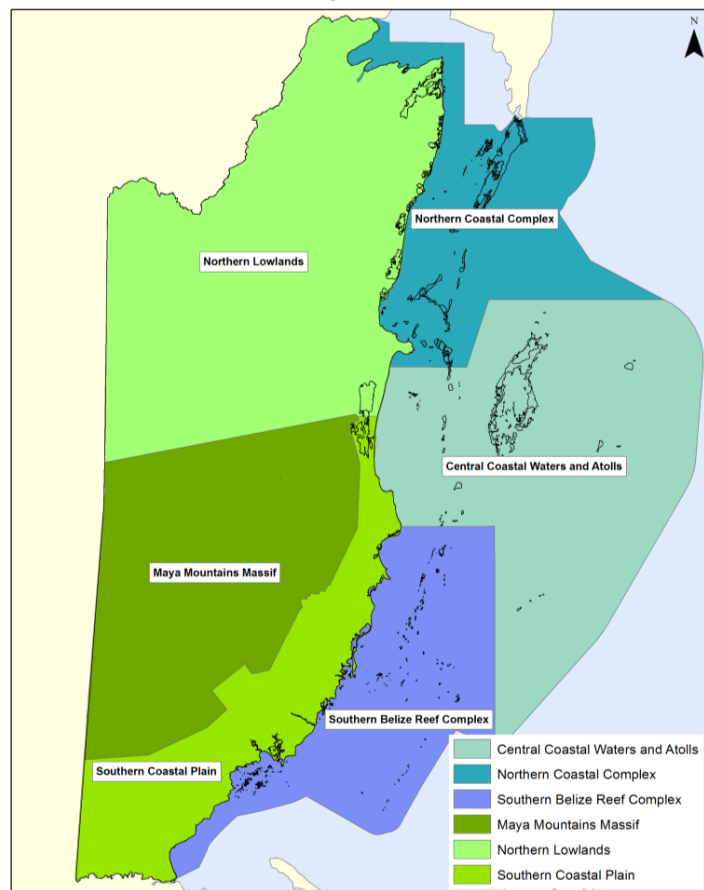 N
Northern Coastal Complex
Northern Lowlands
Central Coastal Waters and Atolls
Maya Mountains Massif
Southern Belize Reef Complex
Southern Coastal Plain
Central Coastal Waters and Atolls
Northern Coastal Complex
Southern Belize Reef Complex
Maya Mountains Massif
Northern Lowlands
Southern Coastal Plain